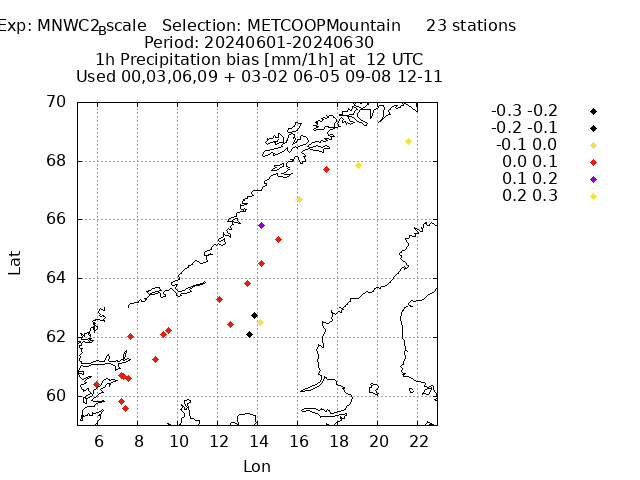 Exp: MNWC2BScale Selection: METCOOPMountain 23 stations
Period: 20240601-20240630
1h Precipitation bias [mm/1h] at 12 UTC
Used 00,03,06,09 + 03-02 06-05 09-08 12-11
-0.3 -0.2
-0.2 -0.1
-0.1 0.0
0.0 0.1
0.1 0.2
0.2 0.3
Lat
70
68
66
64
62
60
6 8 10 12 14 16 18 20 22
Lon